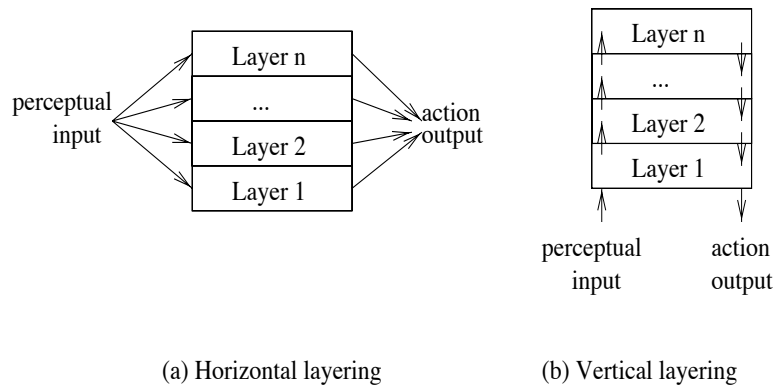 Layer n
...
Layer 2
Layer 1
perceptual
input
action
output
Layer n
...
Layer 2
Layer 1
perceptual
input
action
output
(a) Horizontal layering
(b) Vertical layering